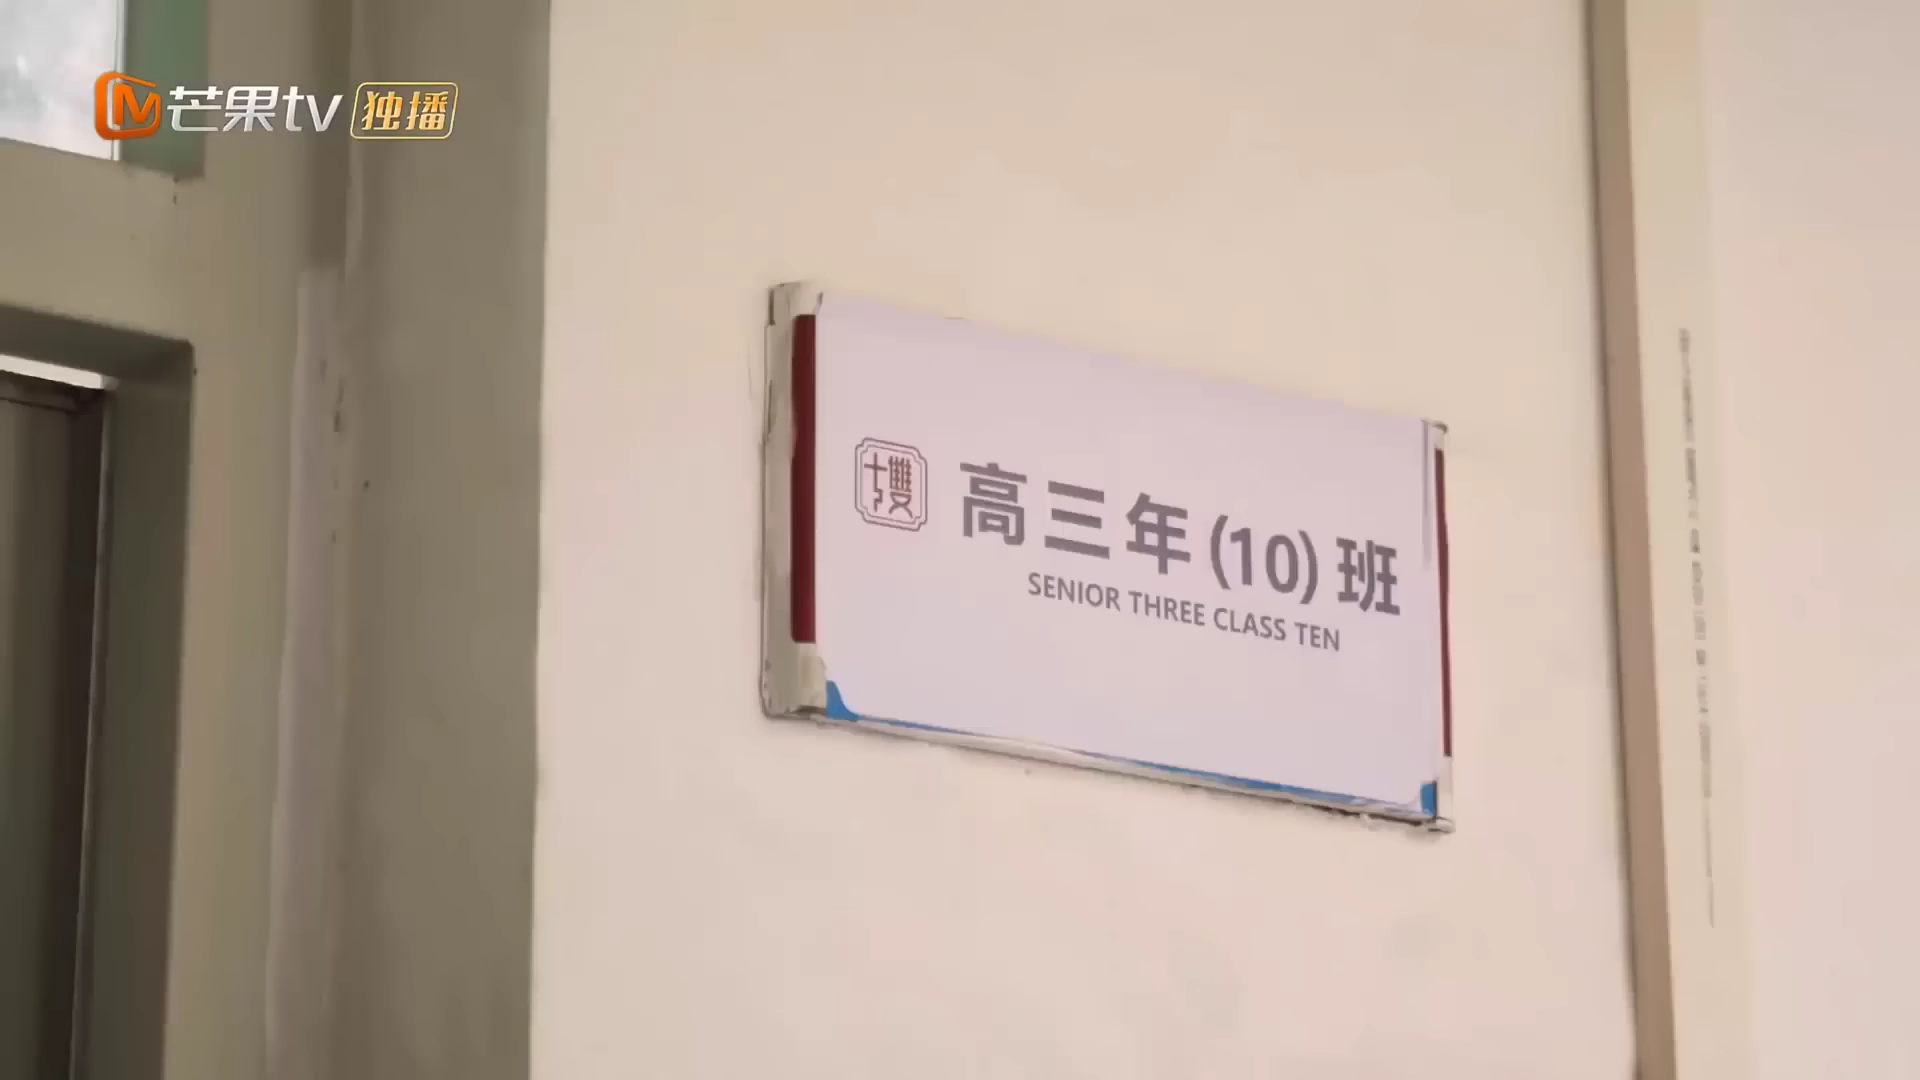 芒果tv 独播
高三年(10)班
SENIOR THREE CLASS TEN